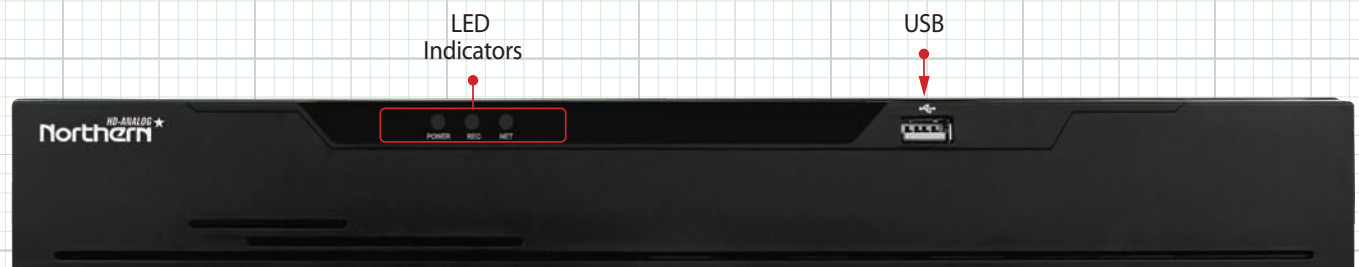 LED
Indicators
USB
HD-ANALOG
Northern
POWER REC NET